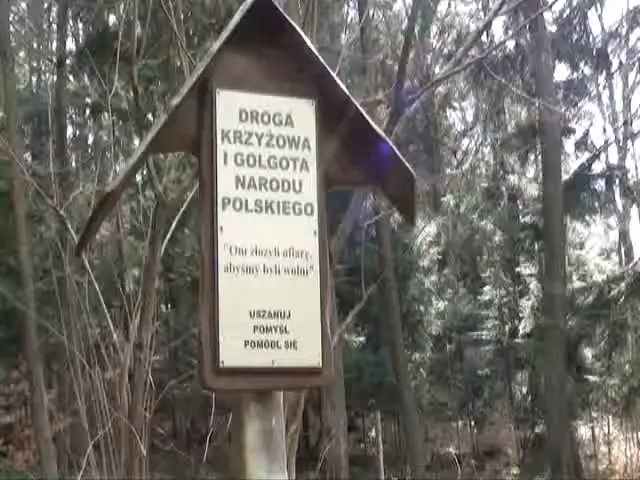 DROGA
KRZYŻOWA
I GOLGOTA
NARODU
POLSKIEGO
"Oni złożyli ofiarę,
abyśmy byli wolni"
USZANUJ
POMYŚL
POMÓDL SIĘ